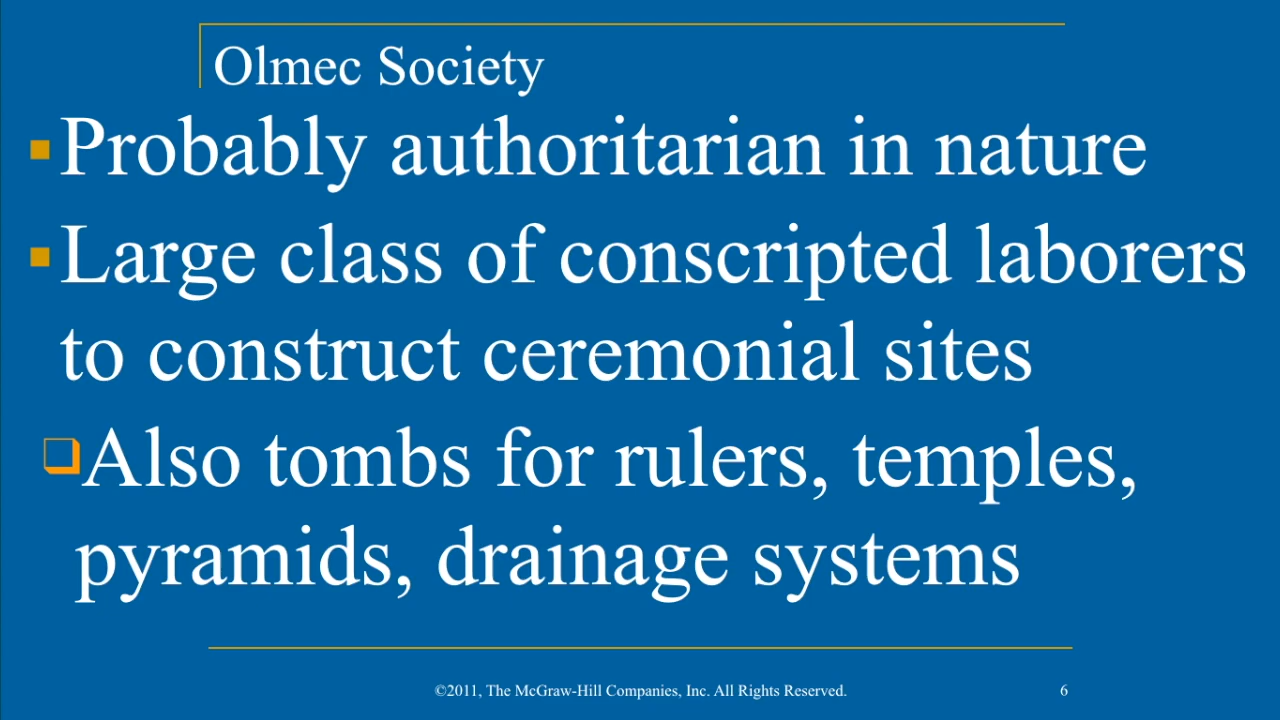 Olmec Society
Probably authoritarian in nature
Large class of conscripted laborers
to construct ceremonial sites
Also tombs for rulers, temples,
pyramids, drainage systems
©2011, The McGraw-Hill Companies, Inc. All Rights Reserved.
6